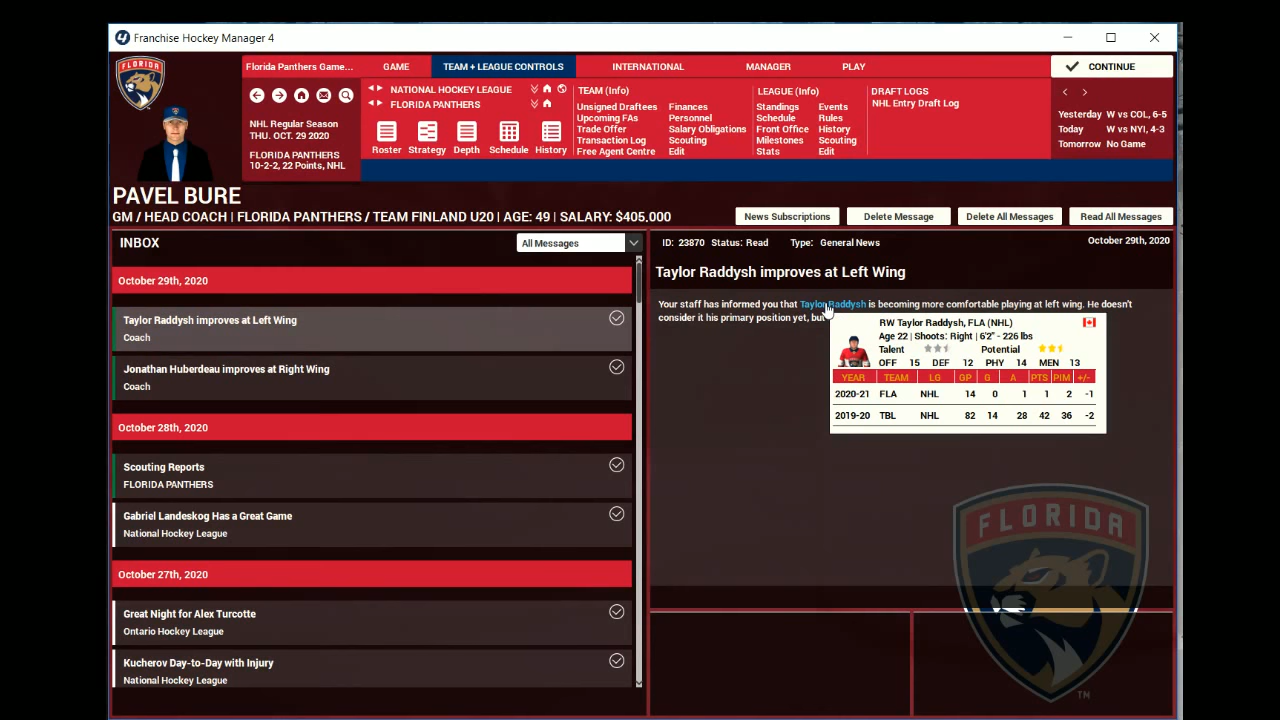 Franchise Hockey Manager 4
Florida Panthers Game...
GAME
TEAM + LEAGUE CONTROLS
INTERNATIONAL
MANAGER
PLAY
CONTINUE
FLORIDA
NHL Regular Season
THU. OCT. 29 2020
FLORIDA PANTHERS
10-2-2, 22 Points, NHL
NATIONAL HOCKEY LEAGUE
FLORIDA PANTHERS
Roster
Strategy
Depth
Schedule
History
TEAM (Info)
Unsigned Draftees
Upcoming FAs
Trade Offer
Transaction Log
Free Agent Centre
Finances
Personnel
Salary Obligations
Scouting
Edit
LEAGUE (Info)
Standings
Schedule
Front Office
Milestones
Stats
Events
Rules
History
Scouting
Edit
DRAFT LOGS
NHL Entry Draft Log
Yesterday W vs COL, 6-5
Today W vs NYI, 4-3
Tomorrow No Game
PAVEL BURE
GM / HEAD COACH | FLORIDA PANTHERS / TEAM FINLAND U20 | AGE: 49 | SALARY: $405,000
News Subscriptions
Delete Message
Delete All Messages
Read All Messages
INBOX
All Messages
October 29th, 2020
Taylor Raddysh improves at Left Wing
Coach
Jonathan Huberdeau improves at Right Wing
Coach
October 28th, 2020
Scouting Reports
FLORIDA PANTHERS
Gabriel Landeskog Has a Great Game
National Hockey League
October 27th, 2020
Great Night for Alex Turcotte
Ontario Hockey League
Kucherov Day-to-Day with Injury
National Hockey League
ID: 23870 Status: Read Type: General News
October 29th, 2020
Taylor Raddysh improves at Left Wing
Your staff has informed you that Taylor Raddysh is becoming more comfortable playing at left wing. He doesn't
consider it his primary position yet, but
RW Taylor Raddysh, FLA (NHL)
Age 22 | Shoots: Right | 6'2" - 226 lbs
Talent Potential
OFF 15 DEF 12 PHY 14 MEN 13
YEAR TEAM LG GP G A PTS PIM +/-
2020-21 FLA NHL 14 0 1 1 2 -1
2019-20 TBL NHL 82 14 28 42 36 -2
FLORIDA
TM